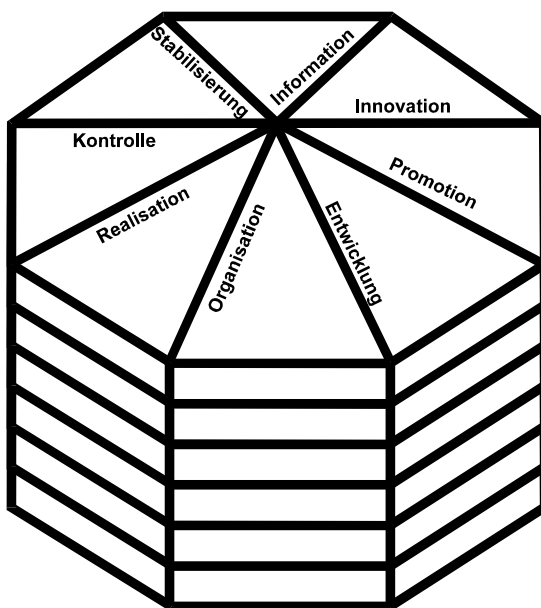 Stabilisierung
Information
Innovation
Kontrolle
Promotion
Realisation
Organisation
Entwicklung